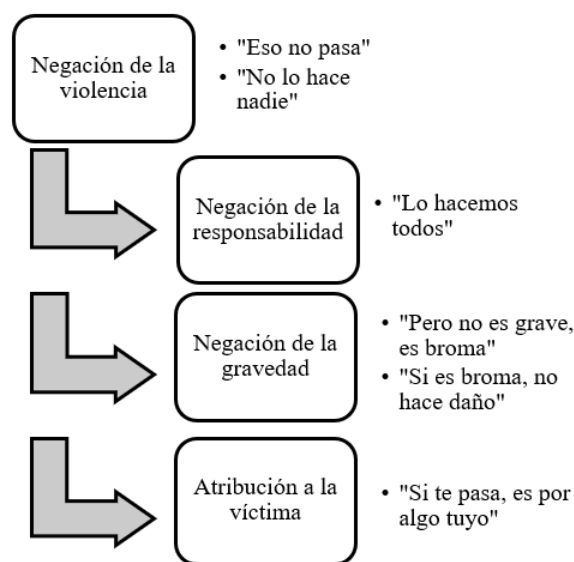 Negación de la
violencia
• "Eso no pasa"
• "No lo hace
nadie"
Negación de la
responsabilidad
• "Lo hacemos
todos"
Negación de la
gravedad
• "Pero no es grave,
es broma"
• "Si es broma, no
hace daño"
Atribución a la
víctima
• "Si te pasa, es por
algo tuyo"